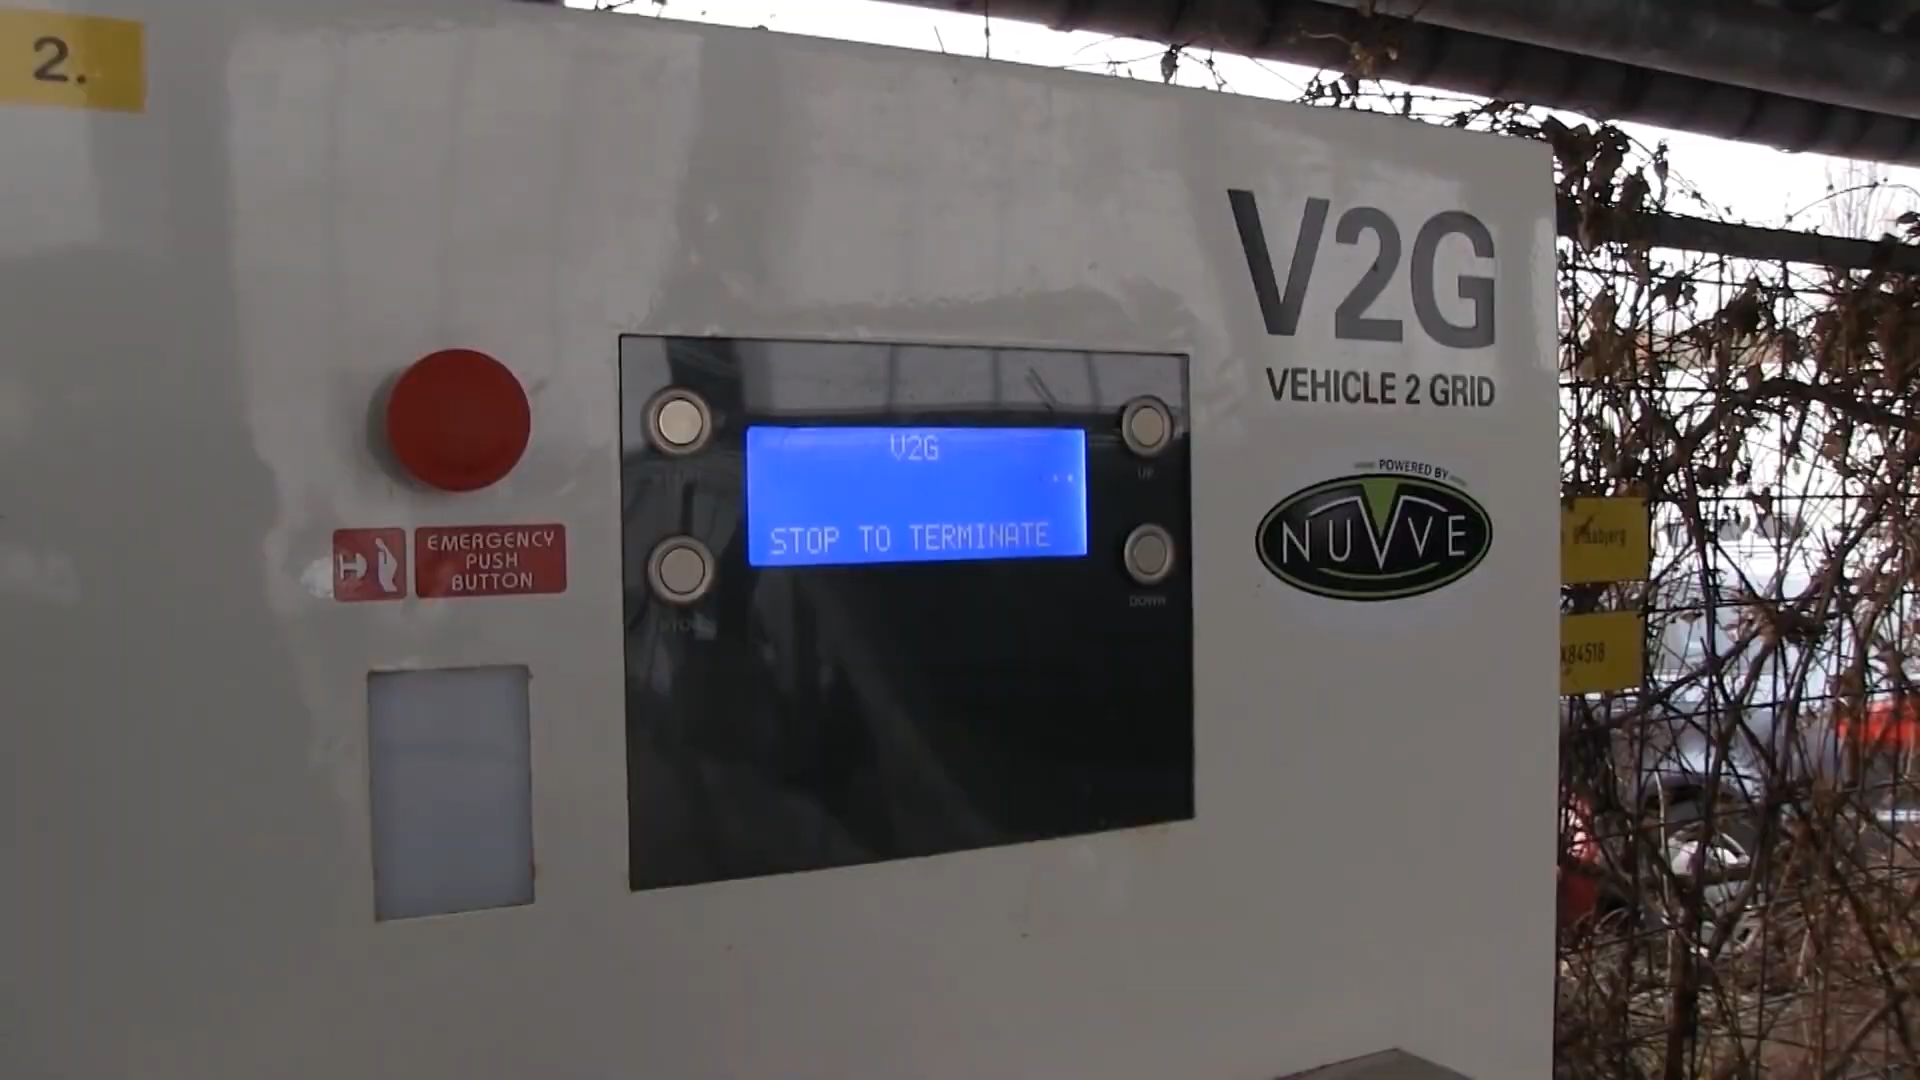 2.
V2G
VEHICLE 2 GRID
POWERED BY
NUVVE
V2G
STOP TO TERMINATE
UP
DOWN
EMERGENCY
PUSH
BUTTON